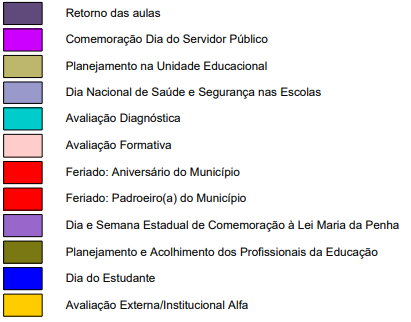 Retorno das aulas
Comemoração Dia do Servidor Público
Planejamento na Unidade Educacional
Dia Nacional de Saúde e Segurança nas Escolas
Avaliação Diagnóstica
Avaliação Formativa
Feriado: Aniversário do Município
Feriado: Padroeiro(a) do Município
Dia e Semana Estadual de Comemoração à Lei Maria da Penha
Planejamento e Acolhimento dos Profissionais da Educação
Dia do Estudante
Avaliação Externa/Institucional Alfa